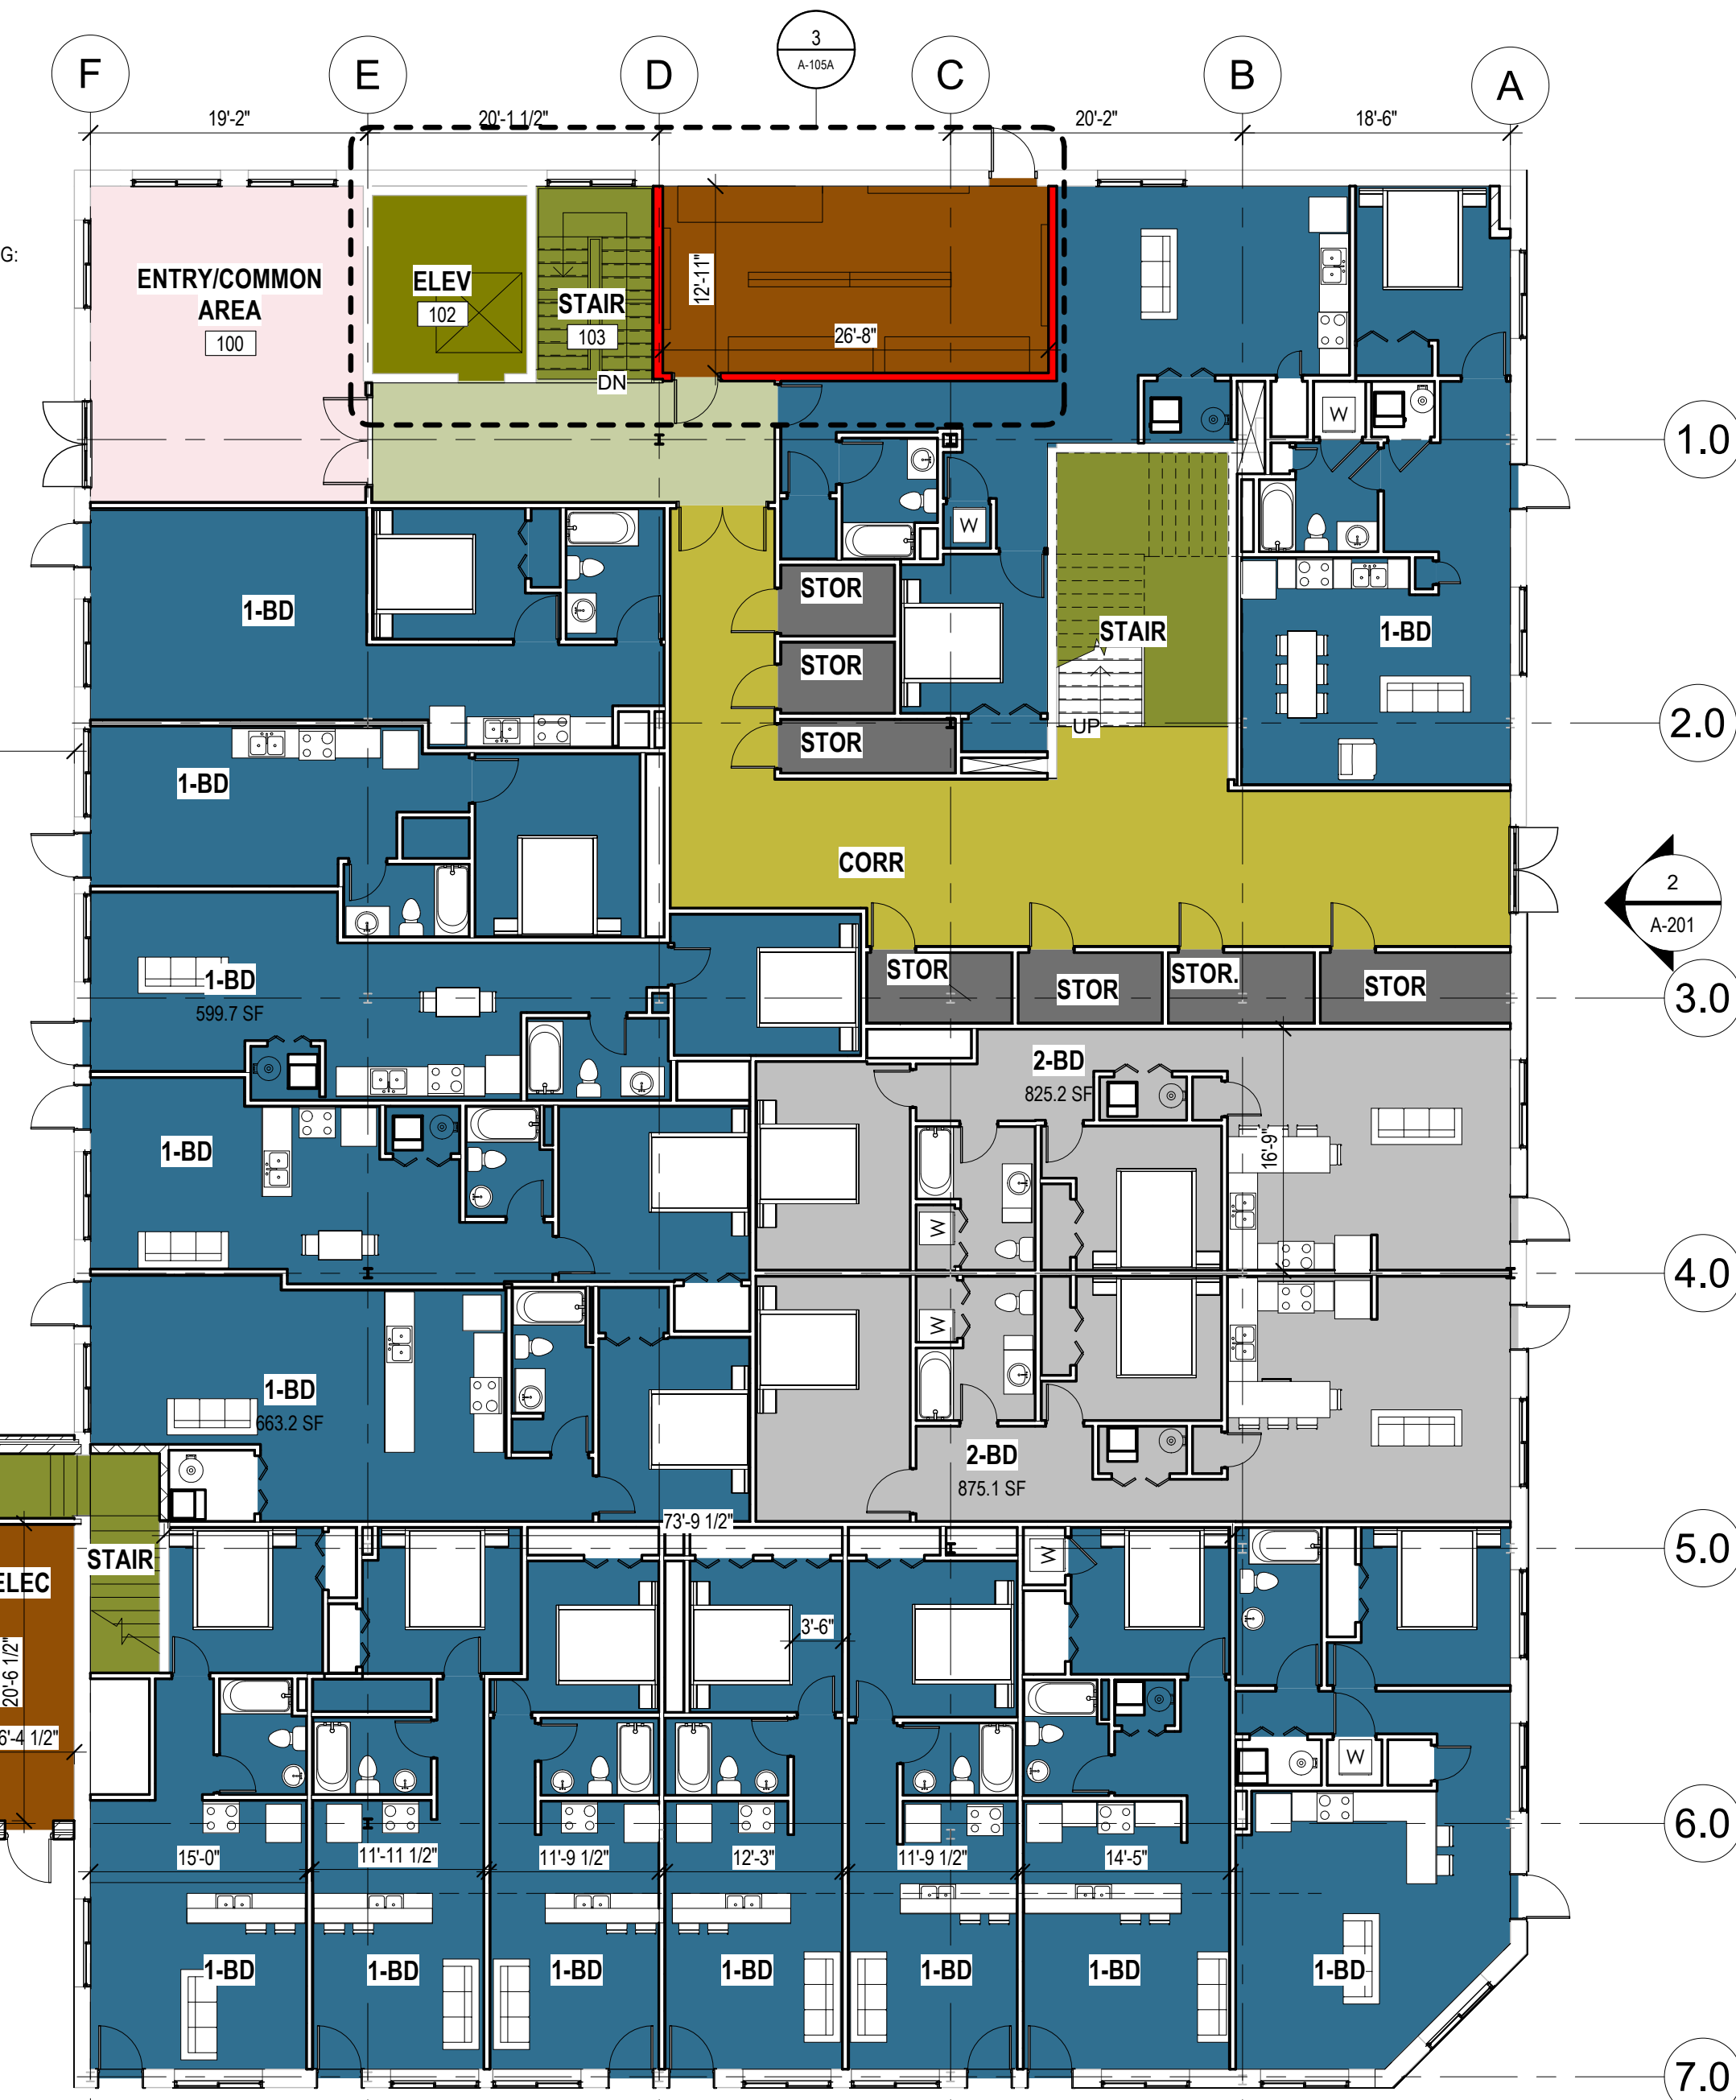 3
A-105A
F
E
D
C
B
A
19'-2"
20'-1 1/2"
20'-2"
18'-6"
G:
ENTRY/COMMON
AREA
100
ELEV
102
STAIR
103
DN
12'-11"
26'-8"
1.0
W
W
1-BD
STOR
STOR
STOR
STAIR
UP
1-BD
2.0
1-BD
CORR
2
A-201
1-BD
599.7 SF
STOR
STOR
STOR.
STOR
3.0
2-BD
825.2 SF
16'-9"
1-BD
W
4.0
W
1-BD
663.2 SF
2-BD
875.1 SF
73'-9 1/2"
5.0
STAIR
ELEC
W
20'-6 1/2"
3'-6"
6'-4 1/2"
W
6.0
15'-0"
11'-11 1/2"
11'-9 1/2"
12'-3"
11'-9 1/2"
14'-5"
1-BD
1-BD
1-BD
1-BD
1-BD
1-BD
1-BD
7.0